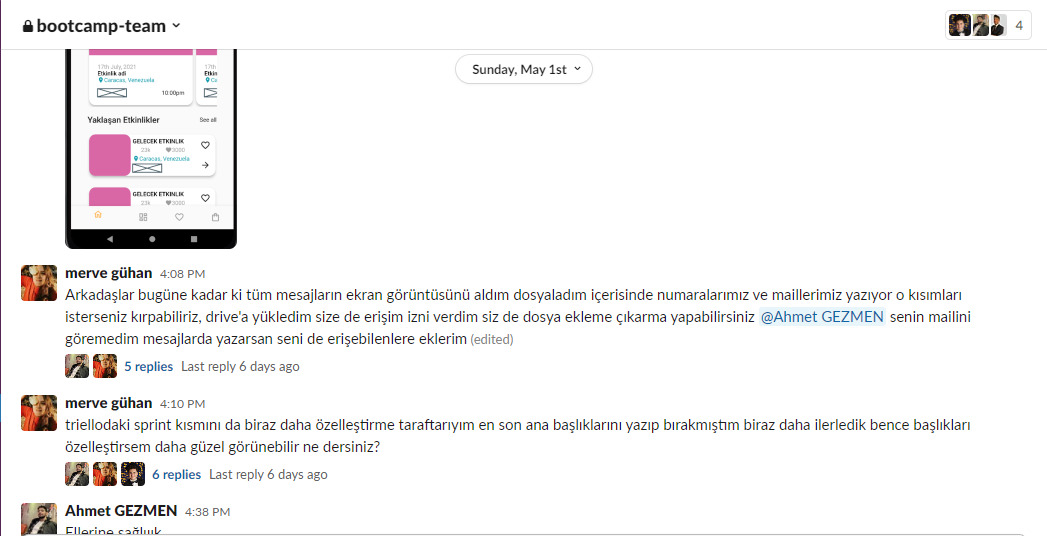 bootcamp-team
4
Sunday, May 1st
17th July, 2021
Etkinlik adi
Caracas, Venezuela
10:00pm
17th
Etkin
Ca
Yaklaşan Etkinlikler
See all
GELECEK ETKINLIK
23k 3000
Caracas, Venezuela
GELECEK ETKINLIK
23k 3000
merve gühan 4:08 PM
Arkadaşlar bugüne kadar ki tüm mesajların ekran görüntüsünü aldım dosyaladım içerisinde numaralarımız ve maillerimiz yazıyor o kısımları
isterseniz kırpabiliriz, drive'a yükledim size de erişim izni verdim siz de dosya ekleme çıkarma yapabilirsiniz @Ahmet GEZMEN senin mailini
göremedim mesajlarda yazarsan seni de erişebilenlere eklerim (edited)
5 replies Last reply 6 days ago
merve gühan 4:10 PM
triellodaki sprint kısmını da biraz daha özelleştirme taraftarıyım en son ana başlıklarını yazıp bırakmıştım biraz daha ilerledik bence başlıkları
özelleştirsem daha güzel görünebilir ne dersiniz?
6 replies Last reply 6 days ago
Ahmet GEZMEN 4:38 PM
Ellerine sağlııık